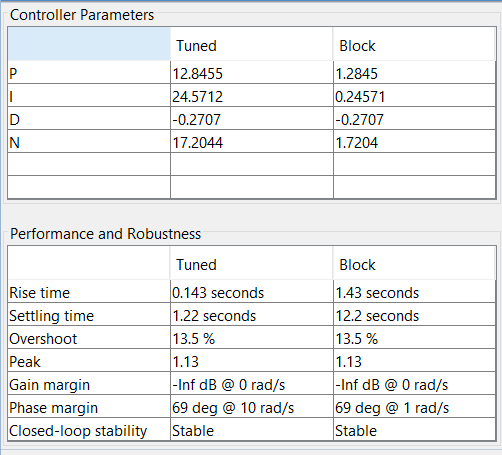 Controller Parameters
Tuned Block
P 12.8455 1.2845
I 24.5712 0.24571
D -0.2707 -0.2707
N 17.2044 1.7204
Performance and Robustness
Tuned Block
Rise time 0.143 seconds 1.43 seconds
Settling time 1.22 seconds 12.2 seconds
Overshoot 13.5 % 13.5 %
Peak 1.13 1.13
Gain margin -Inf dB @ 0 rad/s -Inf dB @ 0 rad/s
Phase margin 69 deg @ 10 rad/s 69 deg @ 1 rad/s
Closed-loop stability Stable Stable